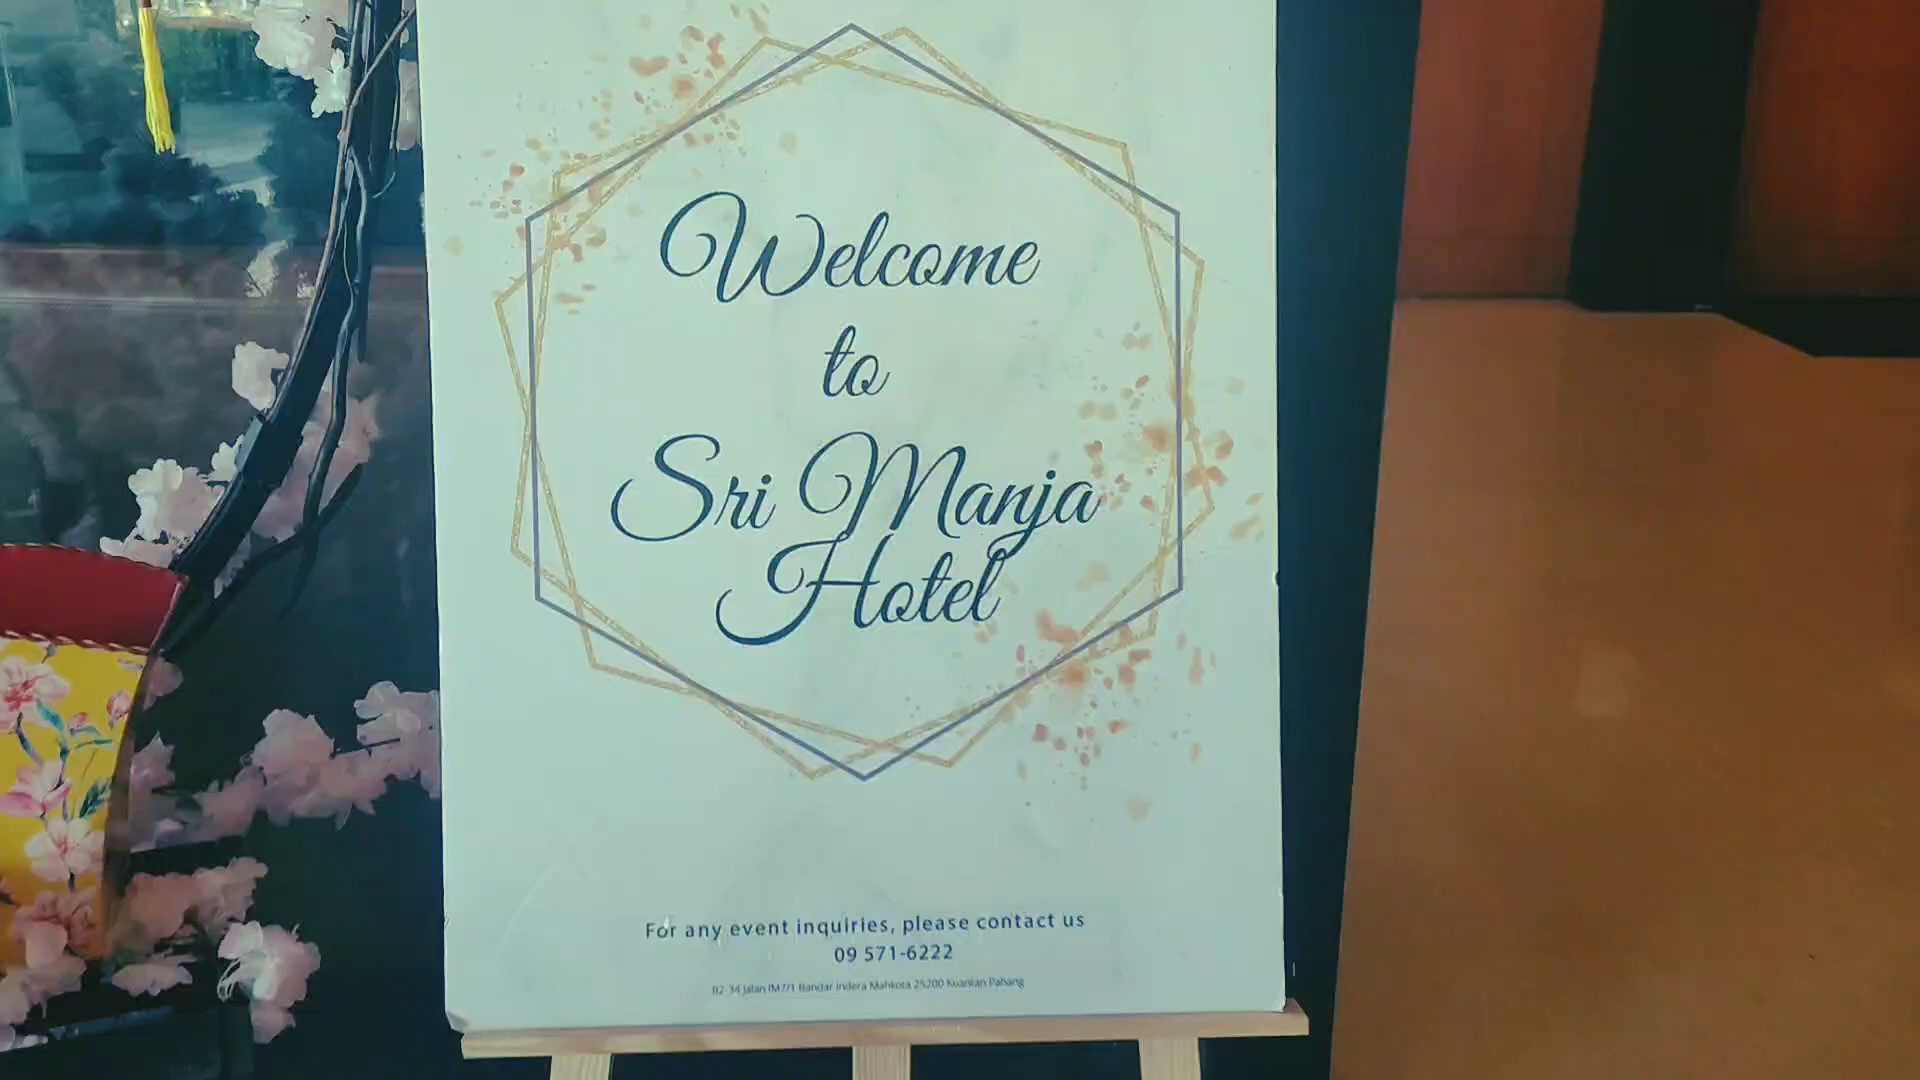 Welcome
to
Sri Manja
Hotel
For any event inquiries, please contact us
09 571-6222
B2-34 Jalan IM7/1 Bandar Indera Mahkota 25200 Kuantan Pahang